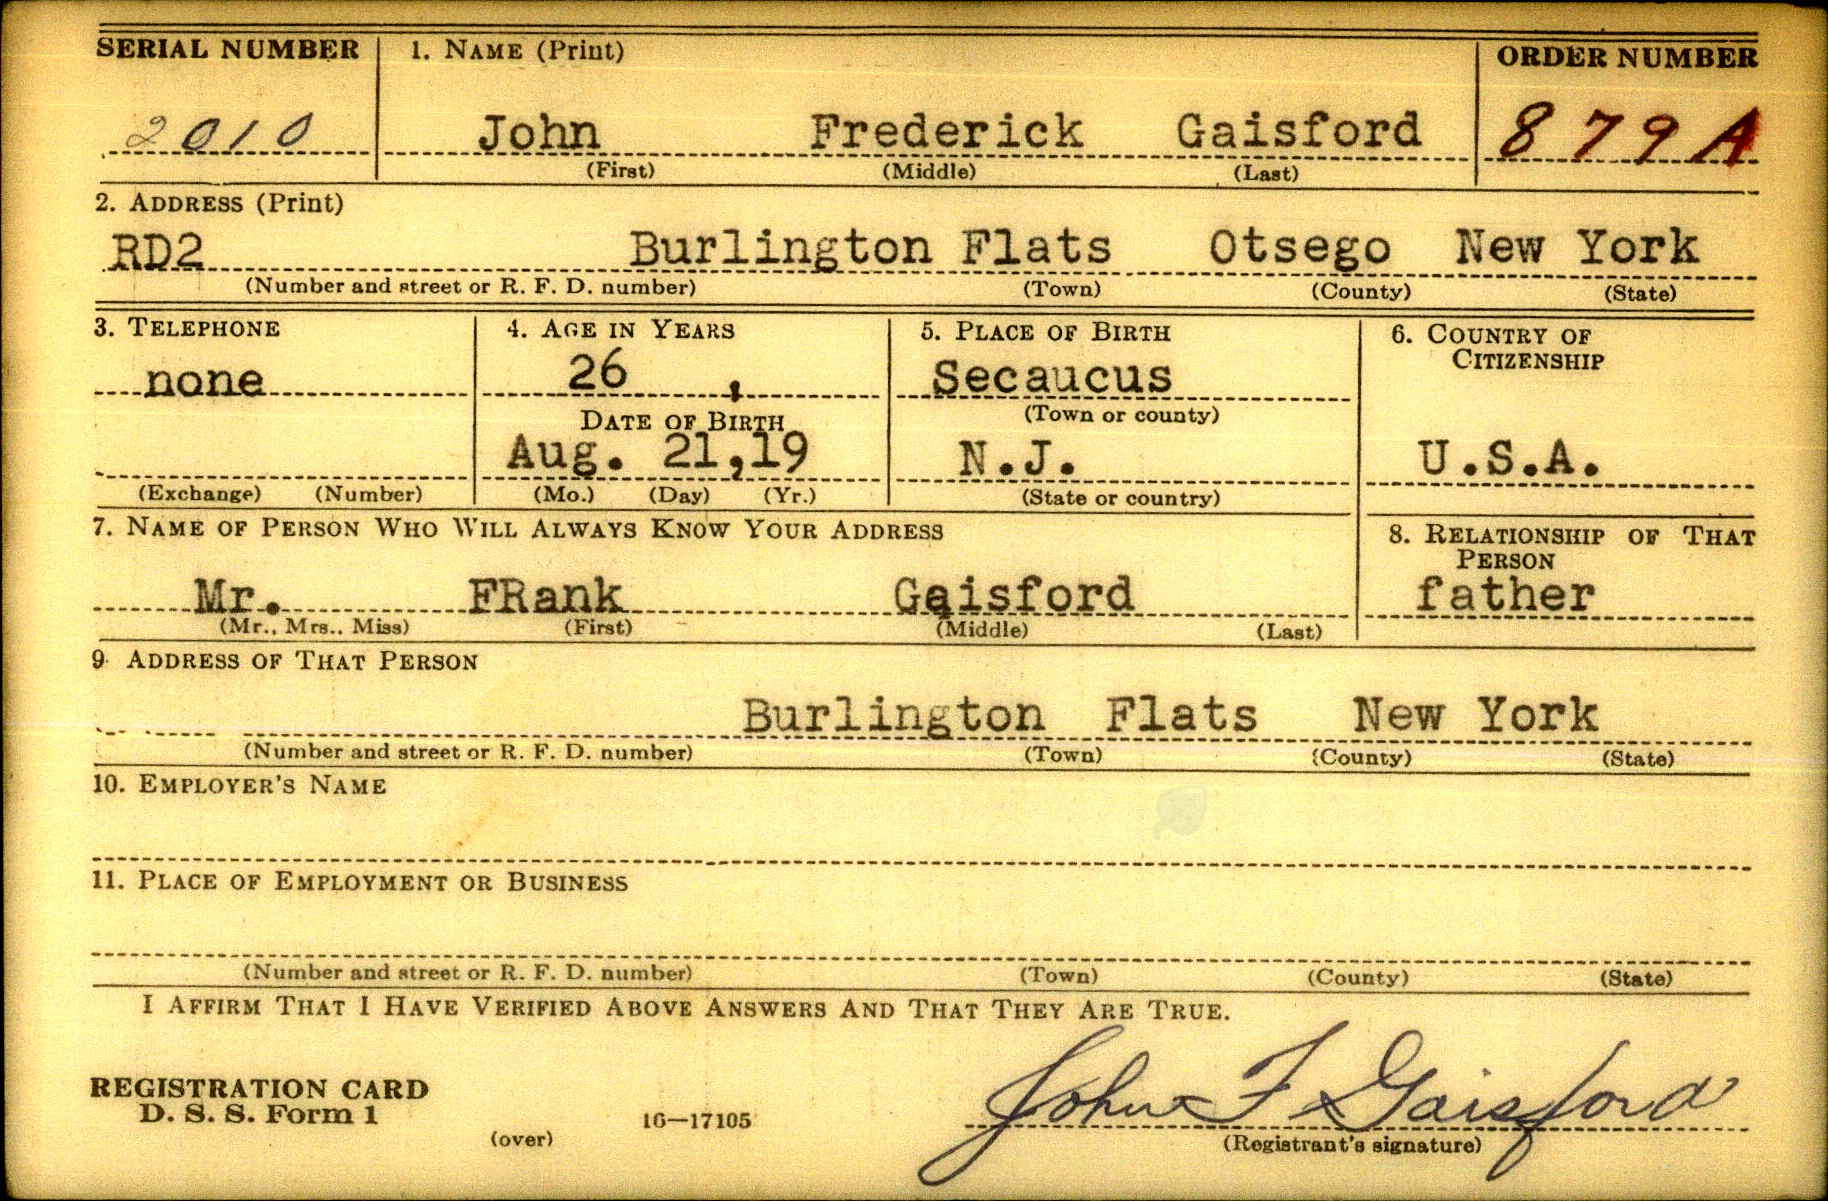 SERIAL NUMBER 1. NAME (Print) ORDER NUMBER
2010 John Frederick Gaisford 879A
(First) (Middle) (Last)
2. ADDRESS (Print)
RD2 Burlington Flats Otsego New York
(Number and street or R. F. D. number) (Town) (County) (State)
3. TELEPHONE 4. AGE IN YEARS 5. PLACE OF BIRTH 6. COUNTRY OF
CITIZENSHIP
none 26 , Secaucus
DATE OF BIRTH (Town or county)
Aug. 21,19 N.J. U.S.A.
(Exchange) (Number) (Mo.) (Day) (Yr.) (State or country)
7. NAME OF PERSON WHO WILL ALWAYS KNOW YOUR ADDRESS 8. RELATIONSHIP OF THAT
PERSON
Mr. FRank Gaisford father
(Mr., Mrs., Miss) (First) (Middle) (Last)
9. ADDRESS OF THAT PERSON
Burlington Flats New York
(Number and street or R. F. D. number) (Town) (County) (State)
10. EMPLOYER'S NAME
11. PLACE OF EMPLOYMENT OR BUSINESS
(Number and street or R. F. D. number) (Town) (County) (State)
I AFFIRM THAT I HAVE VERIFIED ABOVE ANSWERS AND THAT THEY ARE TRUE.
REGISTRATION CARD
D. S. S. Form 1 16—17105 John F Gaisford
(over) (Registrant's signature)